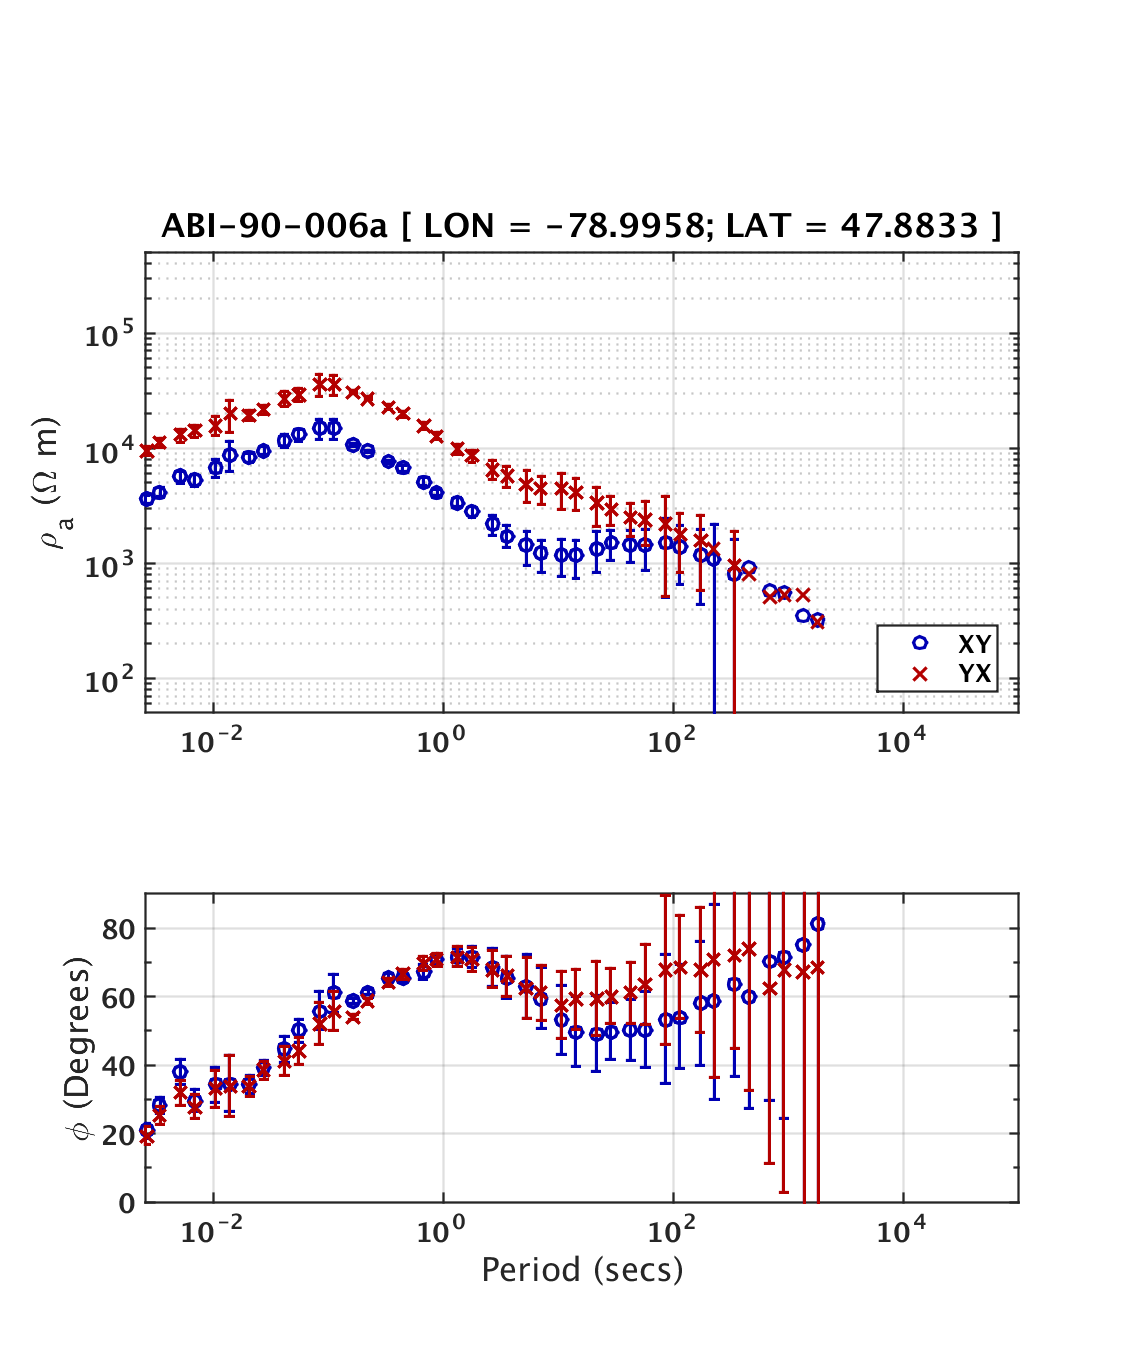 ABI-90-006a [ LON = -78.9958; LAT = 47.8833 ]
ρa (Ω m)
10^5
10^4
10^3
10^2
XY
YX
10^-2 10^0 10^2 10^4
ϕ (Degrees)
80
60
40
20
0
10^-2 10^0 10^2 10^4
Period (secs)